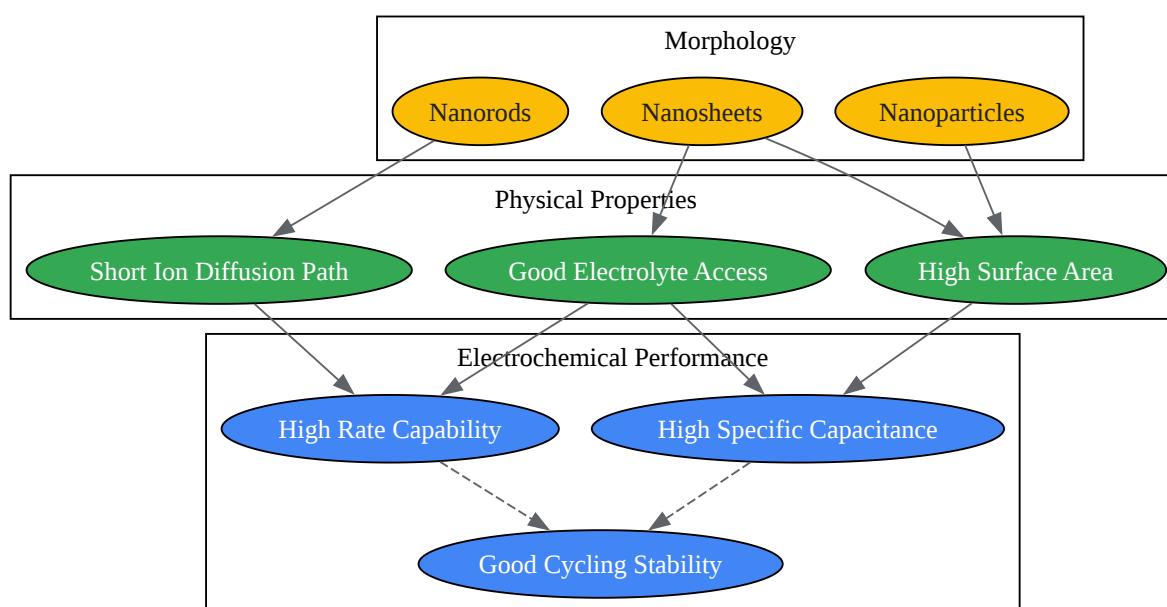 Morphology
Nanorods
Nanosheets
Nanoparticles
Physical Properties
Short Ion Diffusion Path
Good Electrolyte Access
High Surface Area
Electrochemical Performance
High Rate Capability
High Specific Capacitance
Good Cycling Stability